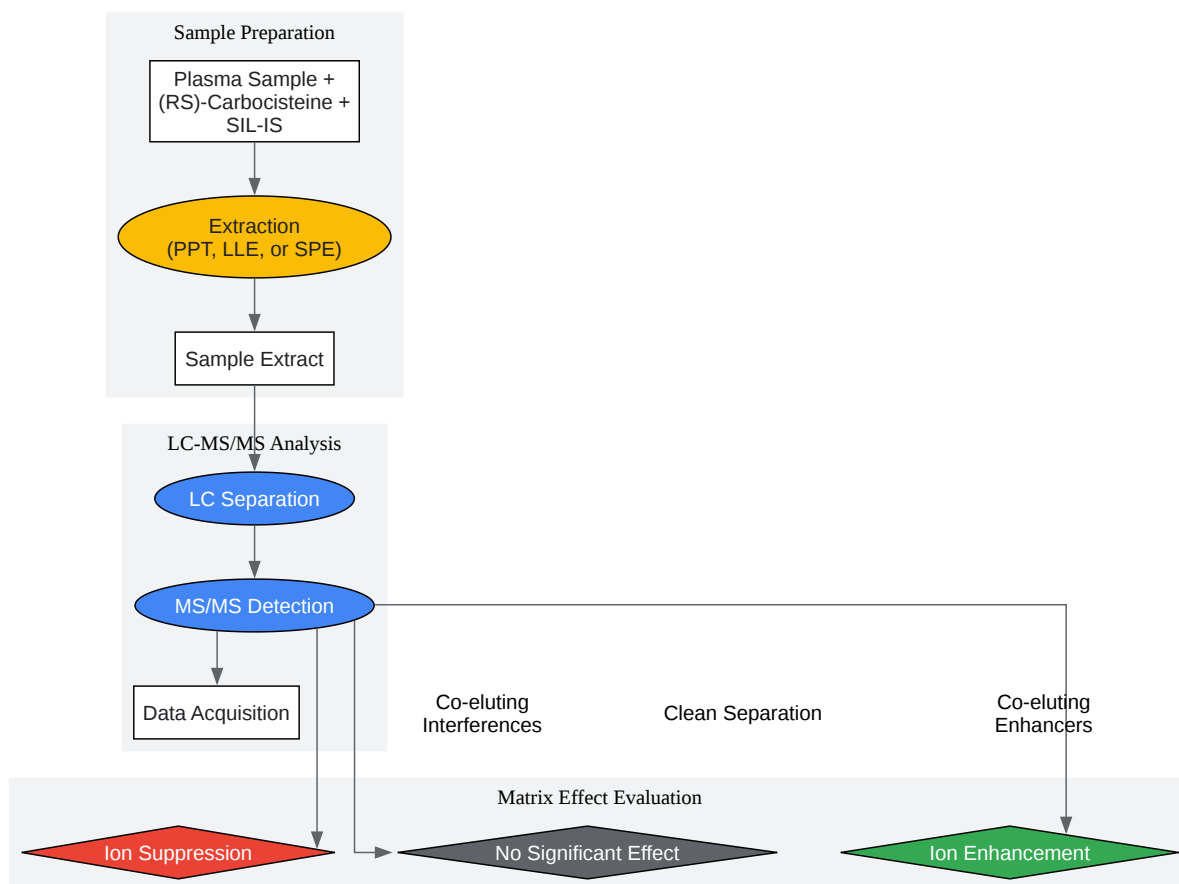 Sample Preparation
Plasma Sample +
(RS)-Carbocisteine +
SIL-IS
Extraction
(PPT, LLE, or SPE)
Sample Extract
LC-MS/MS Analysis
LC Separation
MS/MS Detection
Data Acquisition
Co-eluting
Interferences
Clean Separation
Co-eluting
Enhancers
Matrix Effect Evaluation
Ion Suppression
No Significant Effect
Ion Enhancement